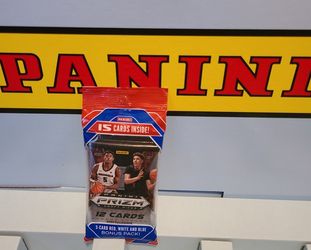 PANINI
15 CARDS INSIDE!
PANINI
PRIZM
12 CARDS
3 CARD RED, WHITE AND BLUE
BONUS PACK!